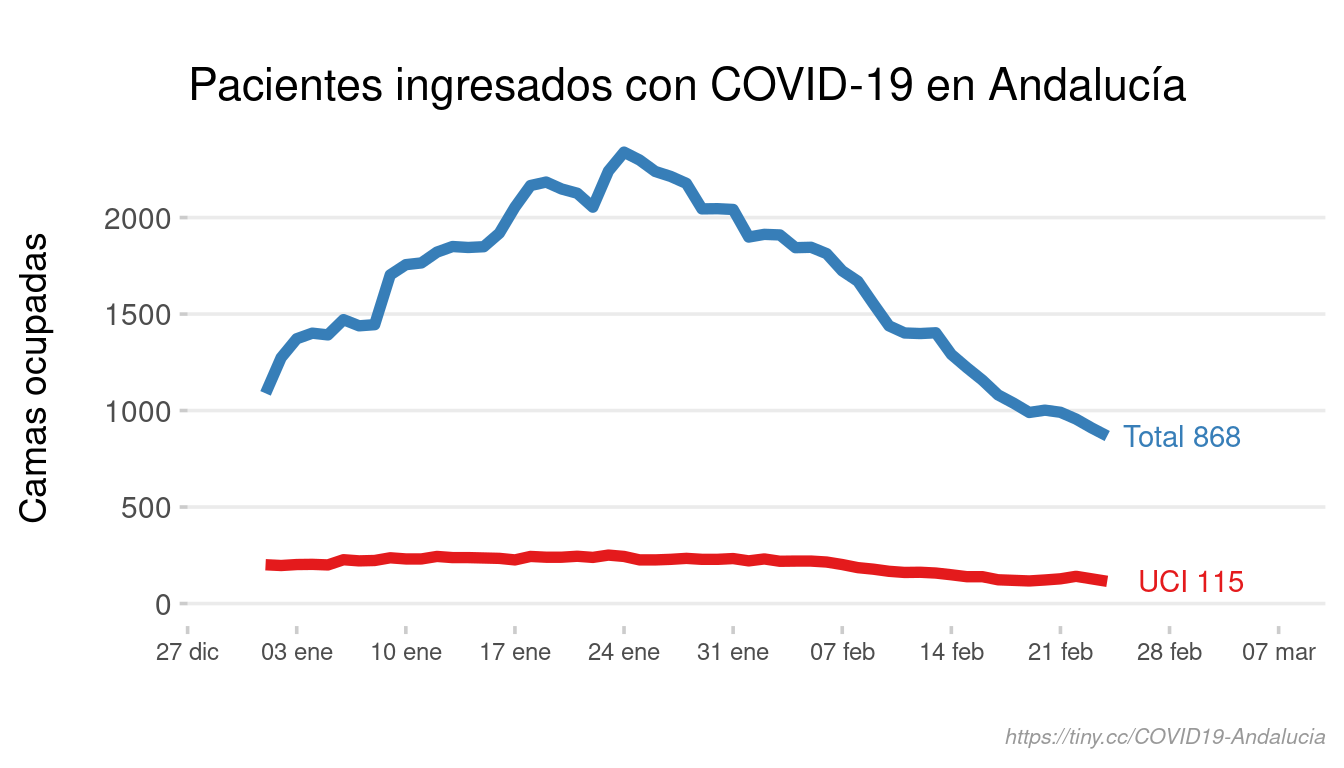 Pacientes ingresados con COVID-19 en Andalucía
Camas ocupadas
2000
1500
1000
500
0
Total 868
UCI 115
27 dic 03 ene 10 ene 17 ene 24 ene 31 ene 07 feb 14 feb 21 feb 28 feb 07 mar
https://tiny.cc/COVID19-Andalucia